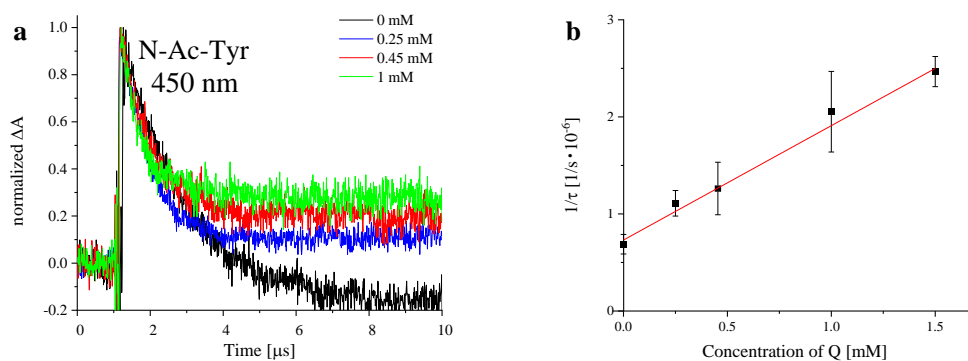 a
N-Ac-Tyr
450 nm
0 mM
0.25 mM
0.45 mM
1 mM
normalized ΔA
1.0
0.8
0.6
0.4
0.2
0.0
-0.2
0
2
4
6
8
10
Time [μs]
b
1/τ [1/s·10⁻⁶]
3
2
1
0
0.0
0.5
1.0
1.5
Concentration of Q [mM]